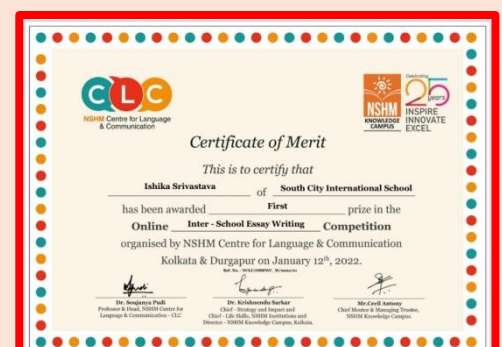 CLC
NSHM Centre for Language
& Communication
Celebrating
25 years
NSHM
KNOWLEDGE
CAMPUS
INSPIRE
INNOVATE
EXCEL
Certificate of Merit
This is to certify that
Ishika Srivastava of South City International School
has been awarded First prize in the
Online Inter - School Essay Writing Competition
organised by NSHM Centre for Language & Communication
Kolkata & Durgapur on January 12th, 2022.
Dr. Soujanya Pudi
Professor & Head, NSHM Centre for
Language & Communication - CLC
Dr. Krishnendu Sarkar
Chief - Strategy and Impact and
Chief - Life Skills, NSHM Institutions and
Director - NSHM Knowledge Campus, Kolkata.
Mr.Cecil Antony
Chief Mentor & Managing Trustee,
NSHM Knowledge Campus.